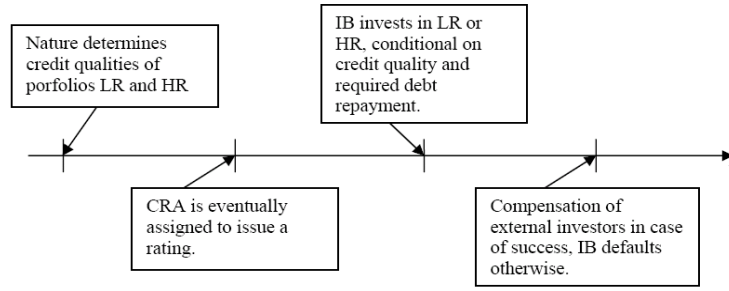 Nature determines
credit qualities of
porfolios LR and HR
CRA is eventually
assigned to issue a
rating.
IB invests in LR or
HR, conditional on
credit quality and
required debt
repayment.
Compensation of
external investors in case
of success, IB defaults
otherwise.